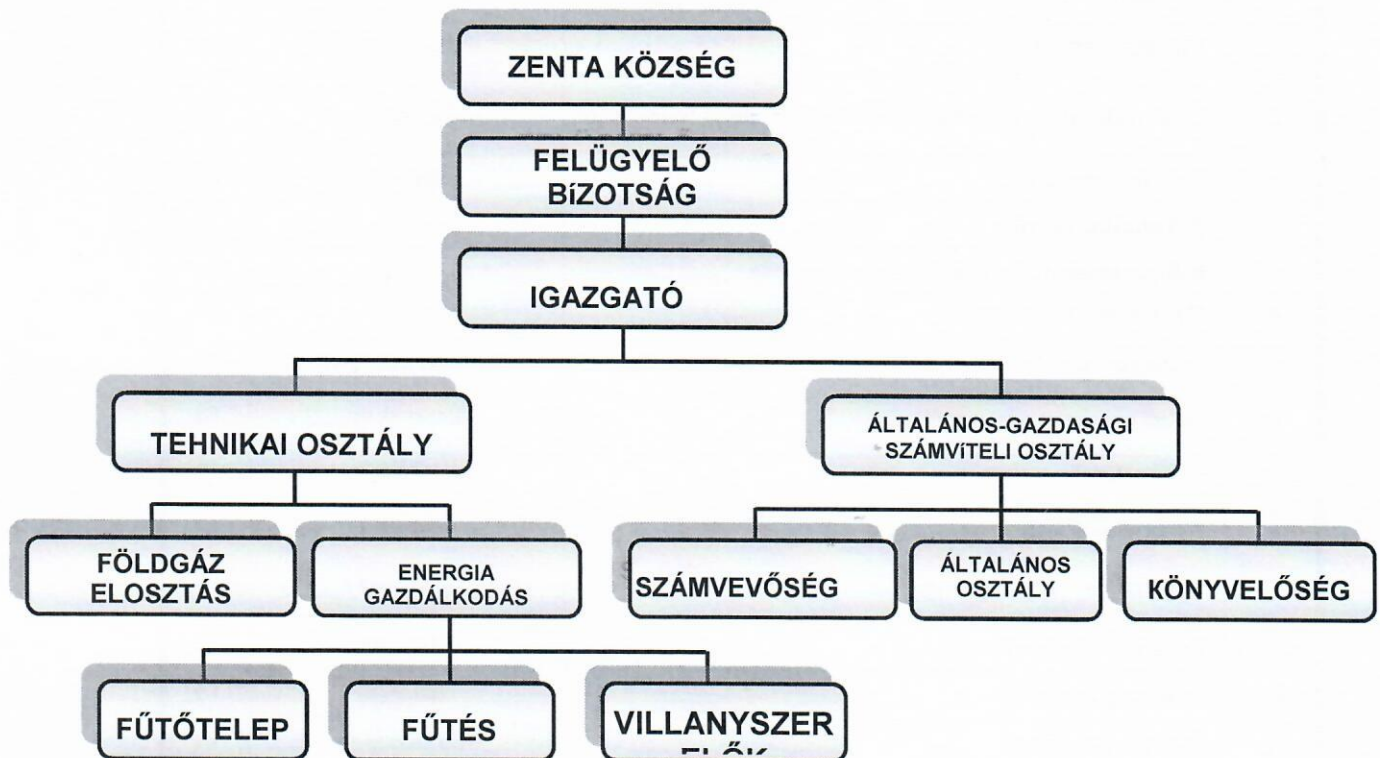 ZENTA KÖZSÉG
FELÜGYELŐ
BíZOTSÁG
IGAZGATÓ
TEHNIKAI OSZTÁLY
ÁLTALÁNOS-GAZDASÁGI
SZÁMVíTELI OSZTÁLY
FÖLDGÁZ
ELOSZTÁS
ENERGIA
GAZDÁLKODÁS
SZÁMVEVŐSÉG
ÁLTALÁNOS
OSZTÁLY
KÖNYVELŐSÉG
FŰTŐTELEP
FŰTÉS
VILLANYSZER
ELŐK